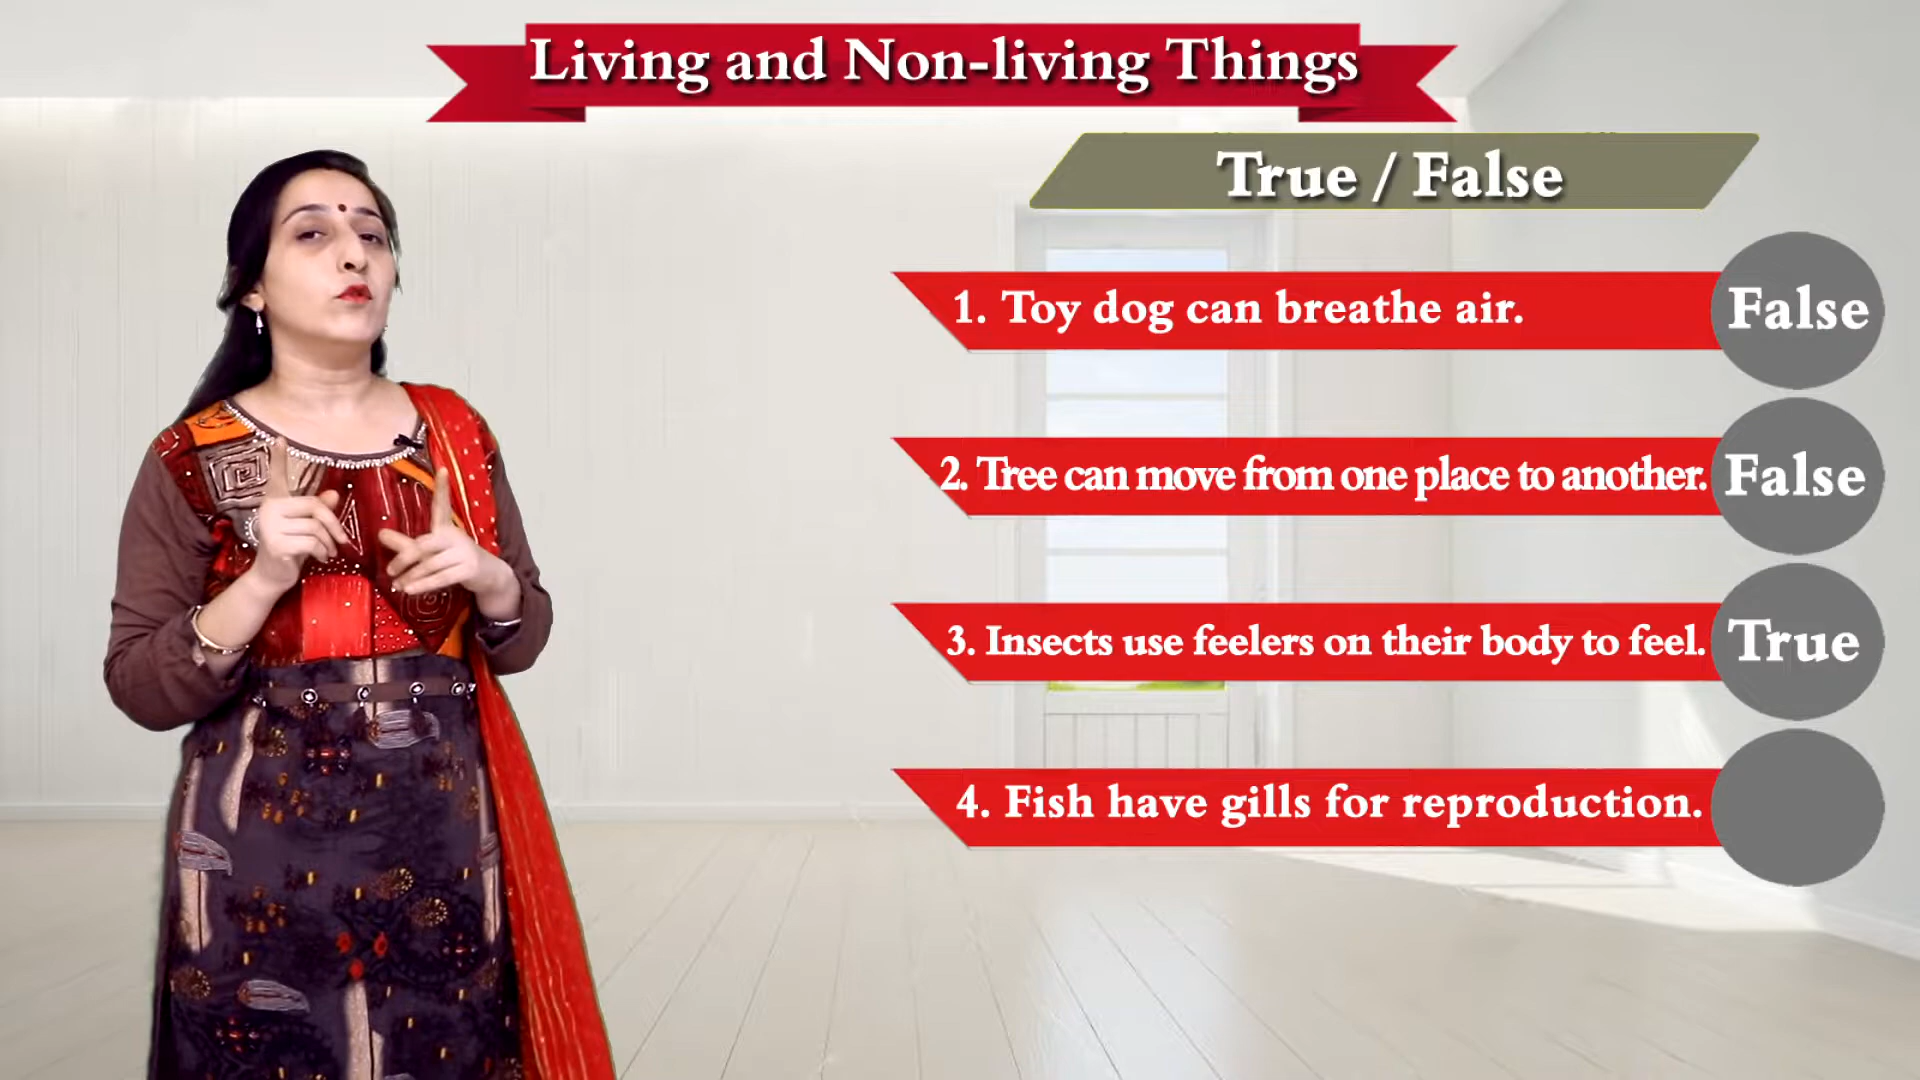 Living and Non-living Things
True / False
1. Toy dog can breathe air.
False
2. Tree can move from one place to another.
False
3. Insects use feelers on their body to feel.
True
4. Fish have gills for reproduction.